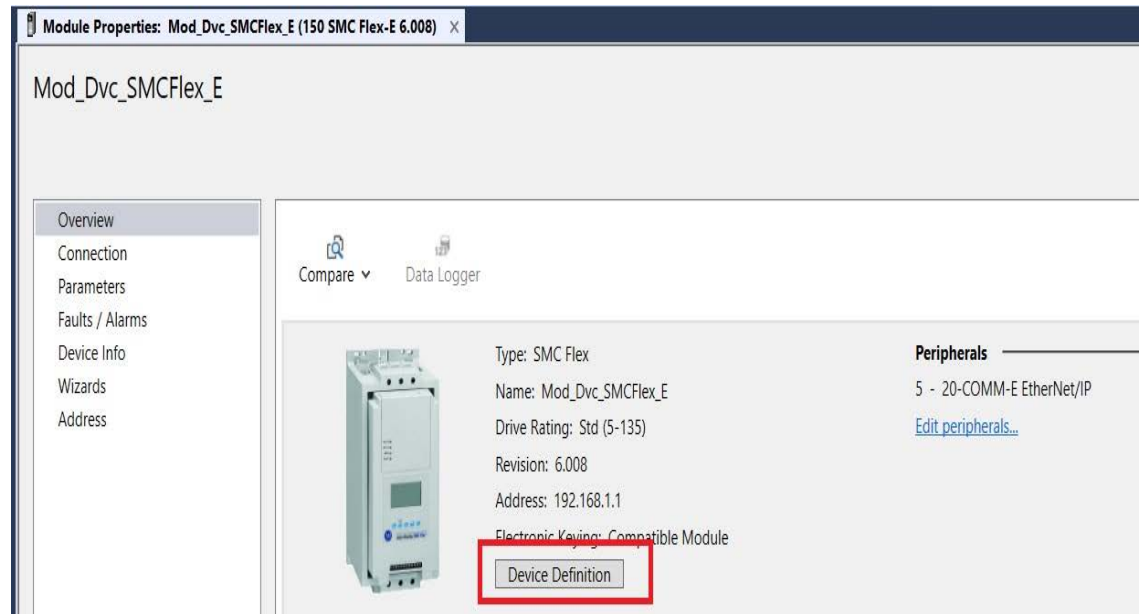 Module Properties: Mod_Dvc_SMCFlex_E (150 SMC Flex-E 6.008) ×
Mod_Dvc_SMCFlex_E
Overview
Connection
Parameters
Faults / Alarms
Device Info
Wizards
Address
Compare
Data Logger
Type: SMC Flex
Name: Mod_Dvc_SMCFlex_E
Drive Rating: Std (5-135)
Revision: 6.008
Address: 192.168.1.1
Electronic Keying: Compatible Module
Device Definition
Peripherals
5 - 20-COMM-E EtherNet/IP
Edit peripherals...